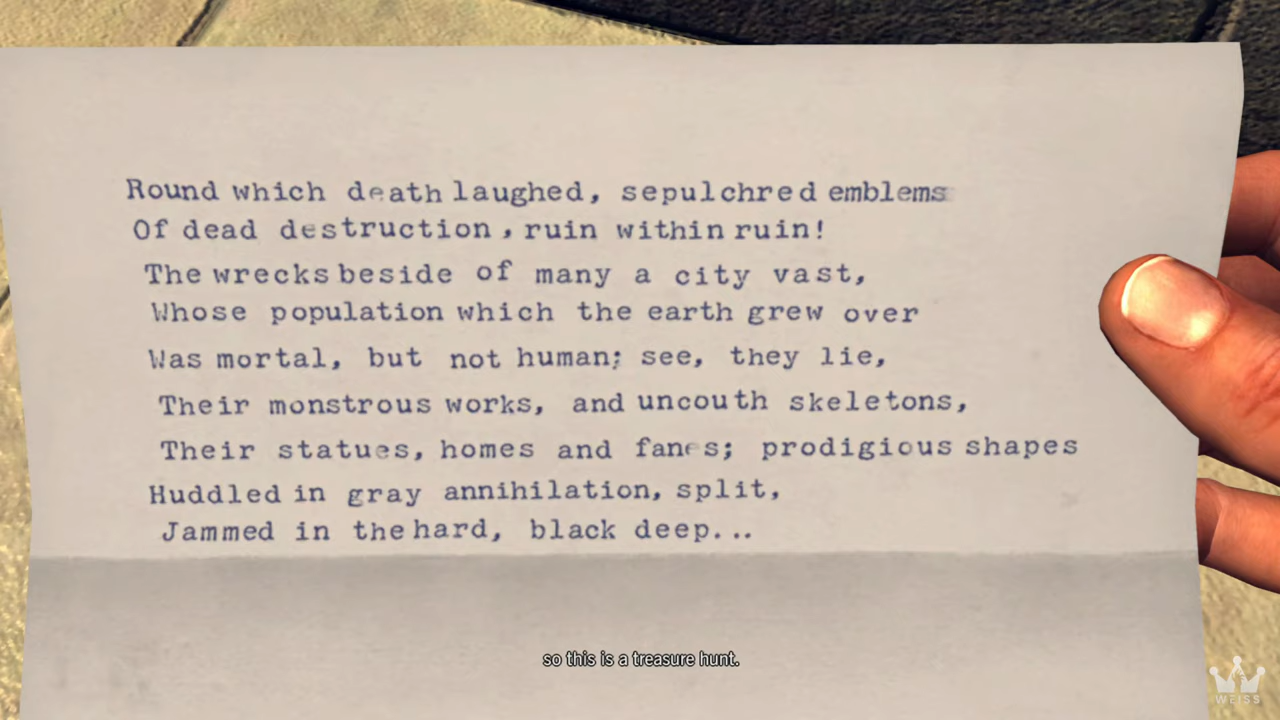 Round which death laughed, sepulchred emblems
Of dead destruction, ruin within ruin!
The wrecks beside of many a city vast,
Whose population which the earth grew over
Was mortal, but not human; see, they lie,
Their monstrous works, and uncouth skeletons,
Their statues, homes and fanes; prodigious shapes
Huddled in gray annihilation, split,
Jammed in the hard, black deep...
so this is a treasure hunt.
WEISS